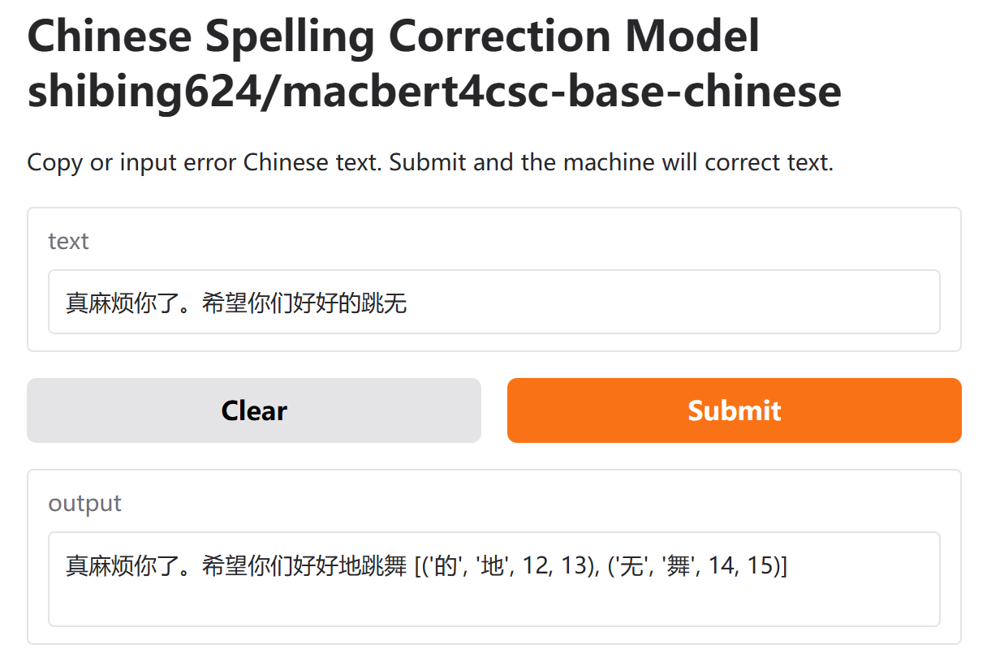 Chinese Spelling Correction Model
shibing624/macbert4csc-base-chinese
Copy or input error Chinese text. Submit and the machine will correct text.
text
真麻烦你了。希望你们好好的跳无
Clear
Submit
output
真麻烦你了。希望你们好好地跳舞 [('的', '地', 12, 13), ('无', '舞', 14, 15)]